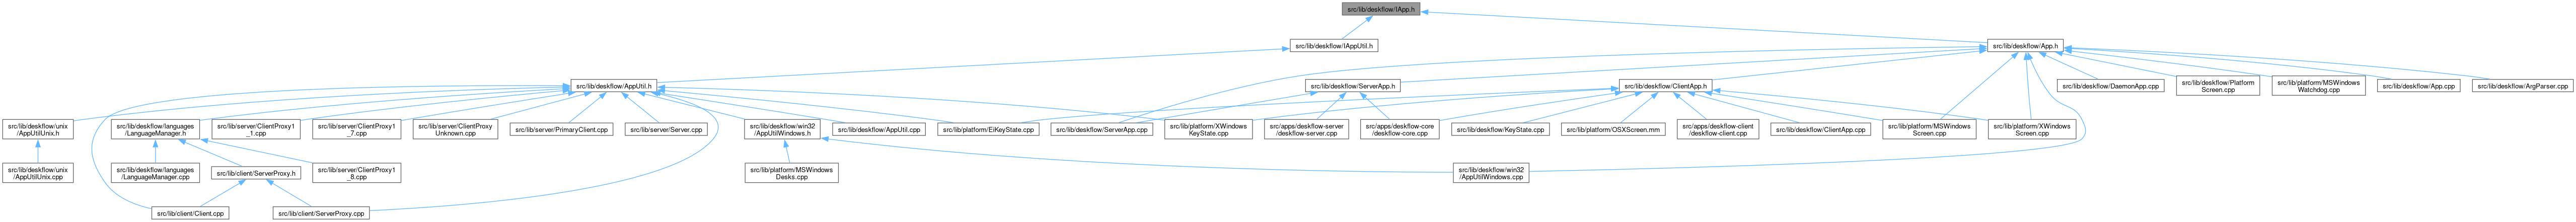 src/lib/deskflow/IApp.h
src/lib/deskflow/IAppUtil.h
src/lib/deskflow/App.h
src/lib/deskflow/AppUtil.h
src/lib/deskflow/ServerApp.h
src/lib/deskflow/ClientApp.h
src/lib/deskflow/DaemonApp.cpp
src/lib/deskflow/Platform
Screen.cpp
src/lib/platform/MSWindows
Watchdog.cpp
src/lib/deskflow/App.cpp
src/lib/deskflow/ArgParser.cpp
src/lib/deskflow/unix
/AppUtilUnix.h
src/lib/deskflow/languages
/LanguageManager.h
src/lib/server/ClientProxy1
_1.cpp
src/lib/server/ClientProxy1
_7.cpp
src/lib/server/ClientProxy
Unknown.cpp
src/lib/server/PrimaryClient.cpp
src/lib/server/Server.cpp
src/lib/deskflow/win32
/AppUtilWindows.h
src/lib/deskflow/AppUtil.cpp
src/lib/platform/EiKeyState.cpp
src/lib/deskflow/ServerApp.cpp
src/lib/platform/XWindows
KeyState.cpp
src/apps/deskflow-server
/deskflow-server.cpp
src/apps/deskflow-core
/deskflow-core.cpp
src/lib/deskflow/KeyState.cpp
src/lib/platform/OSXScreen.mm
src/apps/deskflow-client
/deskflow-client.cpp
src/lib/deskflow/ClientApp.cpp
src/lib/platform/MSWindows
Screen.cpp
src/lib/platform/XWindows
Screen.cpp
src/lib/deskflow/unix
/AppUtilUnix.cpp
src/lib/deskflow/languages
/LanguageManager.cpp
src/lib/client/ServerProxy.h
src/lib/server/ClientProxy1
_8.cpp
src/lib/platform/MSWindows
Desks.cpp
src/lib/deskflow/win32
/AppUtilWindows.cpp
src/lib/client/Client.cpp
src/lib/client/ServerProxy.cpp